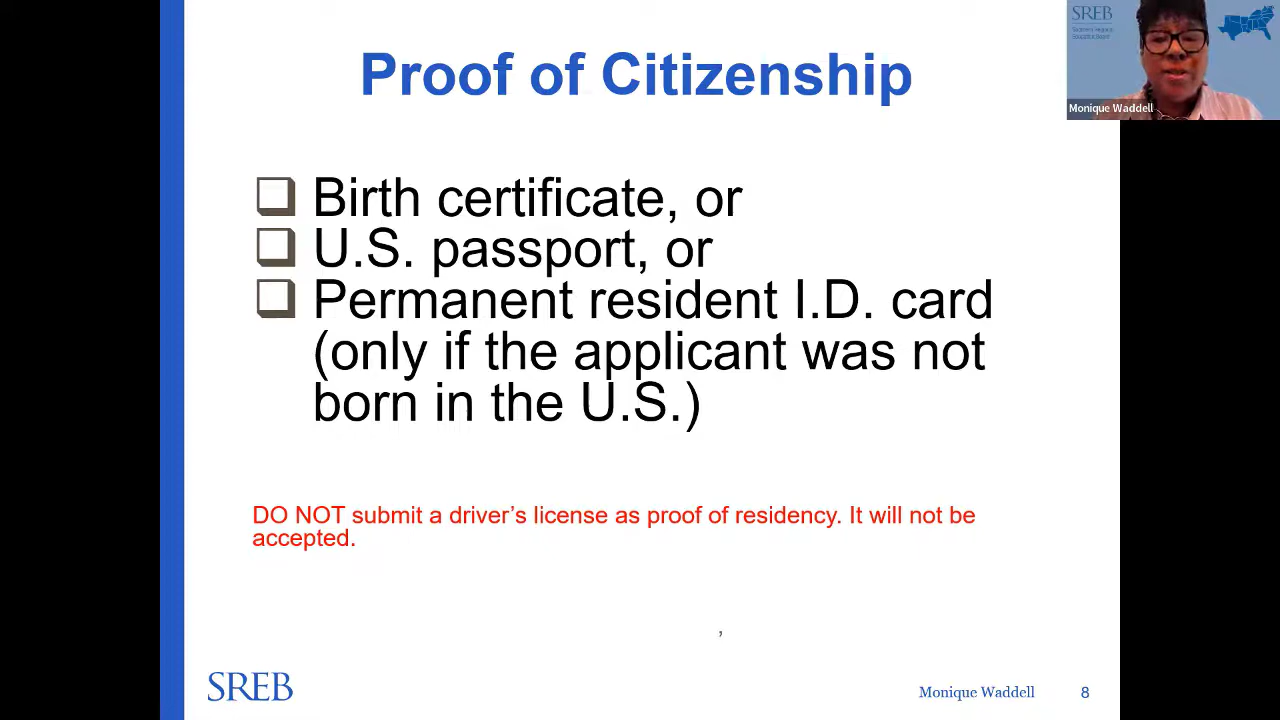 Proof of Citizenship
SREB
Monique Waddell
Birth certificate, or
U.S. passport, or
Permanent resident I.D. card
(only if the applicant was not
born in the U.S.)
DO NOT submit a driver’s license as proof of residency. It will not be
accepted.
,
SREB
Monique Waddell
8